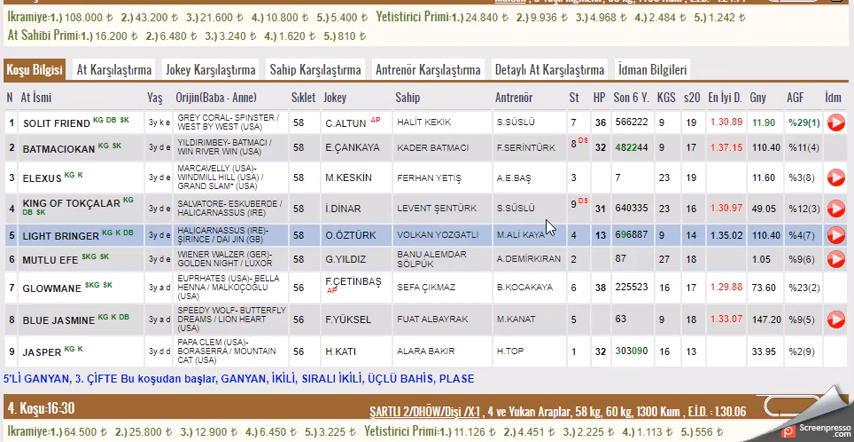 Ikramiye:1.) 108.000 ₺ 2.) 43.200 ₺ 3.) 21.600 ₺ 4.) 10.800 ₺ 5.) 5.400 ₺ Yetistirici Primi:1.) 24.840 ₺ 2.) 9.936 ₺ 3.) 4.968 ₺ 4.) 2.484 ₺ 5.) 1.242 ₺
At Sahibi Primi:1.) 16.200 ₺ 2.) 6.480 ₺ 3.) 3.240 ₺ 4.) 1.620 ₺ 5.) 810 ₺
Koşu Bilgisi At Karşılaştırma Jokey Karşılaştırma Sahip Karşılaştırma Antrenör Karşılaştırma Detaylı At Karşılaştırma İdman Bilgileri
N At İsmi Yaş Orijin(Baba - Anne) Sıklet Jokey Sahip Antrenör St HP Son 6 Y. KGS s20 En İyi D. Gny AGF İdm
1 SOLIT FRIEND KG DB SK 3y k e GREY CORAL- SPINSTER / WEST BY WEST (USA) 58 C.ALTUN AP HALİT KEKİK S.SÜSLÜ 7 36 566222 9 19 1.30.89 11.90 %29(1)
2 BATMACIOKAN KG SK 3y d e YILDIRIMBEY- BATMACI / WIN RIVER WIN (USA) 58 E.ÇANKAYA KADER BATMACI F.SERİNTÜRK 8 DS 32 482244 9 17 1.37.15 110.40 %11(4)
3 ELEXUS KG K 3y d e MARCAVELLY (USA)- WINDMILL HILL (USA) / GRAND SLAM* (USA) 58 M.KESKİN FERHAN YETİŞ A.E.BAŞ 3 7 23 19 11.60 %3(8)
4 KING OF TOKÇALAR KG DB SK 3y d e SALVATORE- ESKUBERDE / HALICARNASSUS (IRE) 58 İ.DİNAR LEVENT ŞENTÜRK S.SÜSLÜ 9 DS 31 640335 23 16 1.30.97 49.05 %12(3)
5 LIGHT BRINGER KG K DB 3y d e HALICARNASSUS (IRE)- ŞİRİNCE / DAI JIN (GB) 58 O.ÖZTÜRK VOLKAN YOZGATLI M.ALİ KAYA 4 13 696887 9 14 1.35.02 110.40 %4(7)
6 MUTLU EFE SKG SK 3y d e WIENER WALZER (GER)- GOLDEN NIGHT / LUXOR 58 G.YILDIZ BANU ALEMDAR SÖLPÜK A.DEMİRKIRAN 2 87 27 18 1.05 %9(6)
7 GLOWMANE SKG SK 3y a d EUPRHATES (USA)- BELLA HENNA / MALKOÇOĞLU (USA) 56 F.ÇETİNBAŞ AP SEFA ÇIKMAZ B.KOCAKAYA 6 38 225523 16 17 1.29.88 73.60 %23(2)
8 BLUE JASMINE KG K DB 3y a d SPEEDY WOLF- BUTTERFLY DREAMS / LION HEART (USA) 56 F.YÜKSEL FUAT ALBAYRAK M.KANAT 5 63 9 18 1.33.07 147.20 %9(5)
9 JASPER KG K 3y d d PAPA CLEM (USA)- BORASERRA / MOUNTAIN CAT (USA) 56 H.KATI ALARA BAKIR H.TOP 1 32 303090 16 13 33.95 %2(9)
5'Lİ GANYAN, 3. ÇİFTE Bu koşudan başlar, GANYAN, İKİLİ, SIRALI İKİLİ, ÜÇLÜ BAHİS, PLASE
4. Koşu:16:30 ŞARTLI 2/DHÖW/Dişi /X-1 , 4 ve Yukarı Araplar, 58 kg, 60 kg, 1300 Kum , E.İ.D. : 1.30.06
Ikramiye:1.) 64.500 ₺ 2.) 25.800 ₺ 3.) 12.900 ₺ 4.) 6.450 ₺ 5.) 3.225 ₺ Yetistirici Primi:1.) 11.126 ₺ 2.) 4.451 ₺ 3.) 2.225 ₺ 4.) 1.113 ₺ 5.) 556 ₺
Screenpresso.com